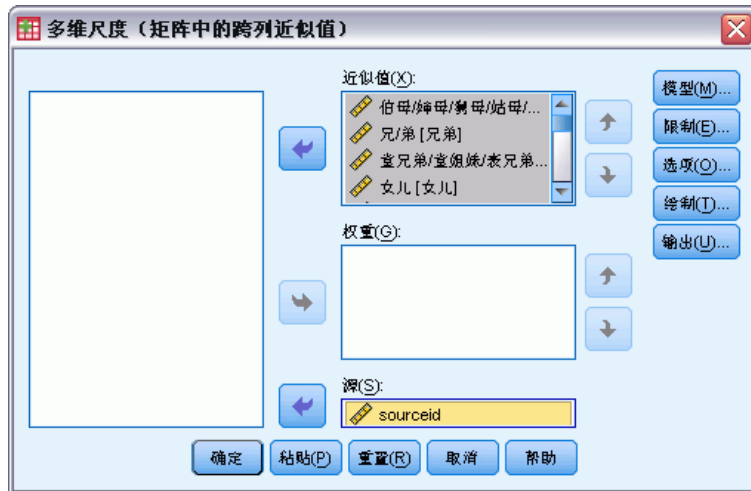 多维尺度（矩阵中的跨列近似值）
近似值(X):
伯母/婶母/舅母/姑母/...
兄/弟 [兄弟]
堂兄弟/堂姐妹/表兄弟...
女儿 [女儿]
权重(G):
源(S):
sourceid
模型(M)...
限制(E)...
选项(O)...
绘制(T)...
输出(U)...
确定
粘贴(P)
重置(R)
取消
帮助